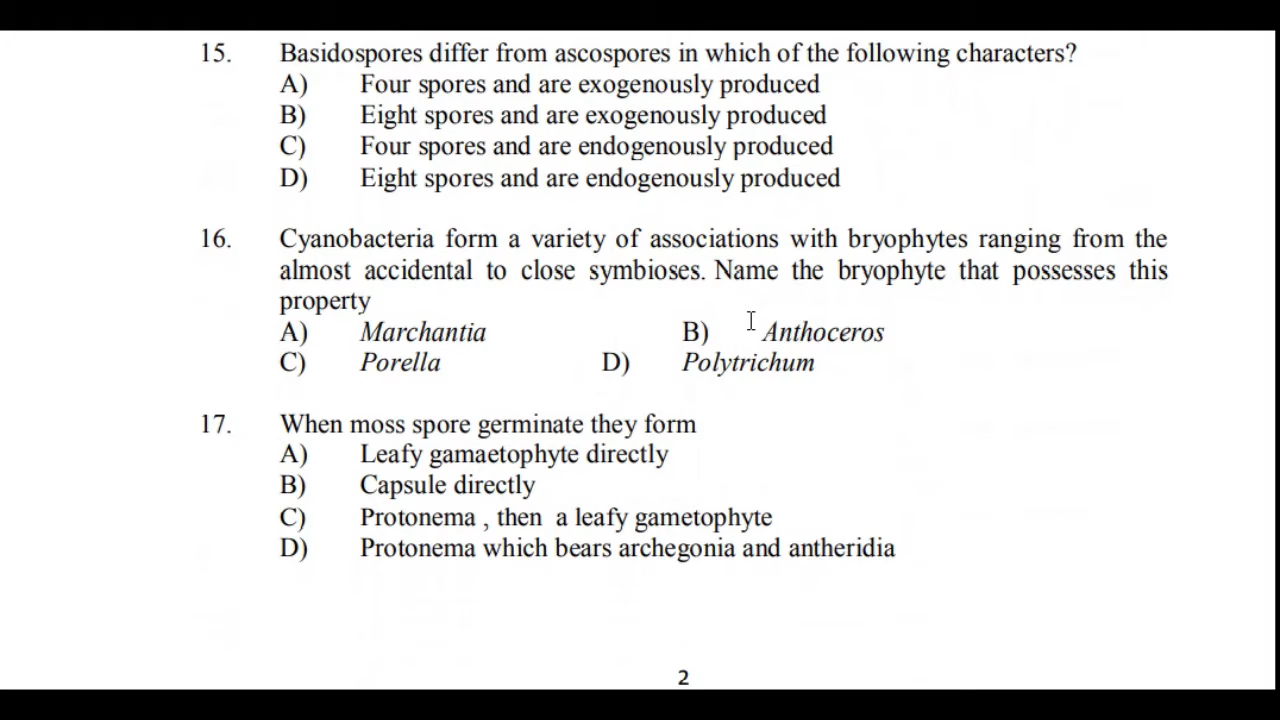 15. Basidospores differ from ascospores in which of the following characters?
A) Four spores and are exogenously produced
B) Eight spores and are exogenously produced
C) Four spores and are endogenously produced
D) Eight spores and are endogenously produced
16. Cyanobacteria form a variety of associations with bryophytes ranging from the
almost accidental to close symbioses. Name the bryophyte that possesses this
property
A) Marchantia B) Anthoceros
C) Porella D) Polytrichum
17. When moss spore germinate they form
A) Leafy gamaetophyte directly
B) Capsule directly
C) Protonema , then a leafy gametophyte
D) Protonema which bears archegonia and antheridia
2